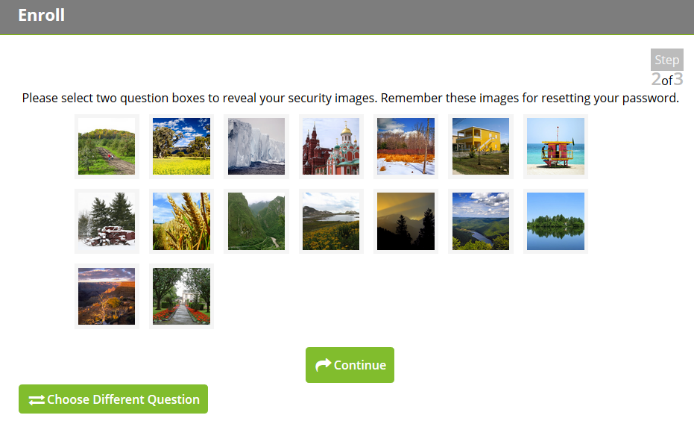 Enroll
Step
2of3
Please select two question boxes to reveal your security images. Remember these images for resetting your password.
Continue
Choose Different Question